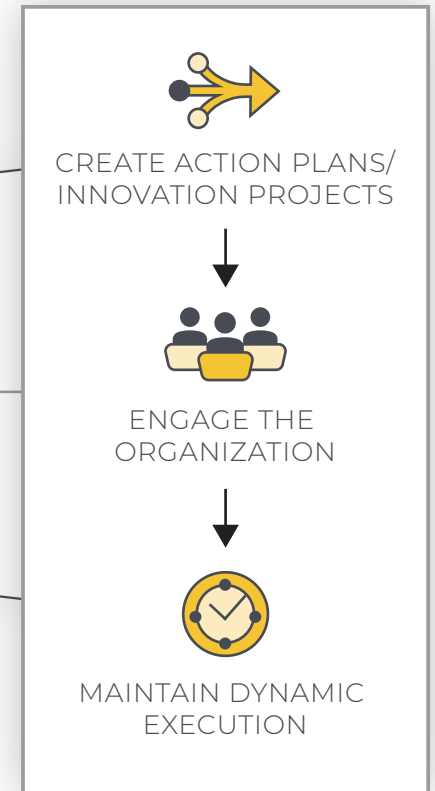 CREATE ACTION PLANS/
INNOVATION PROJECTS
ENGAGE THE
ORGANIZATION
MAINTAIN DYNAMIC
EXECUTION